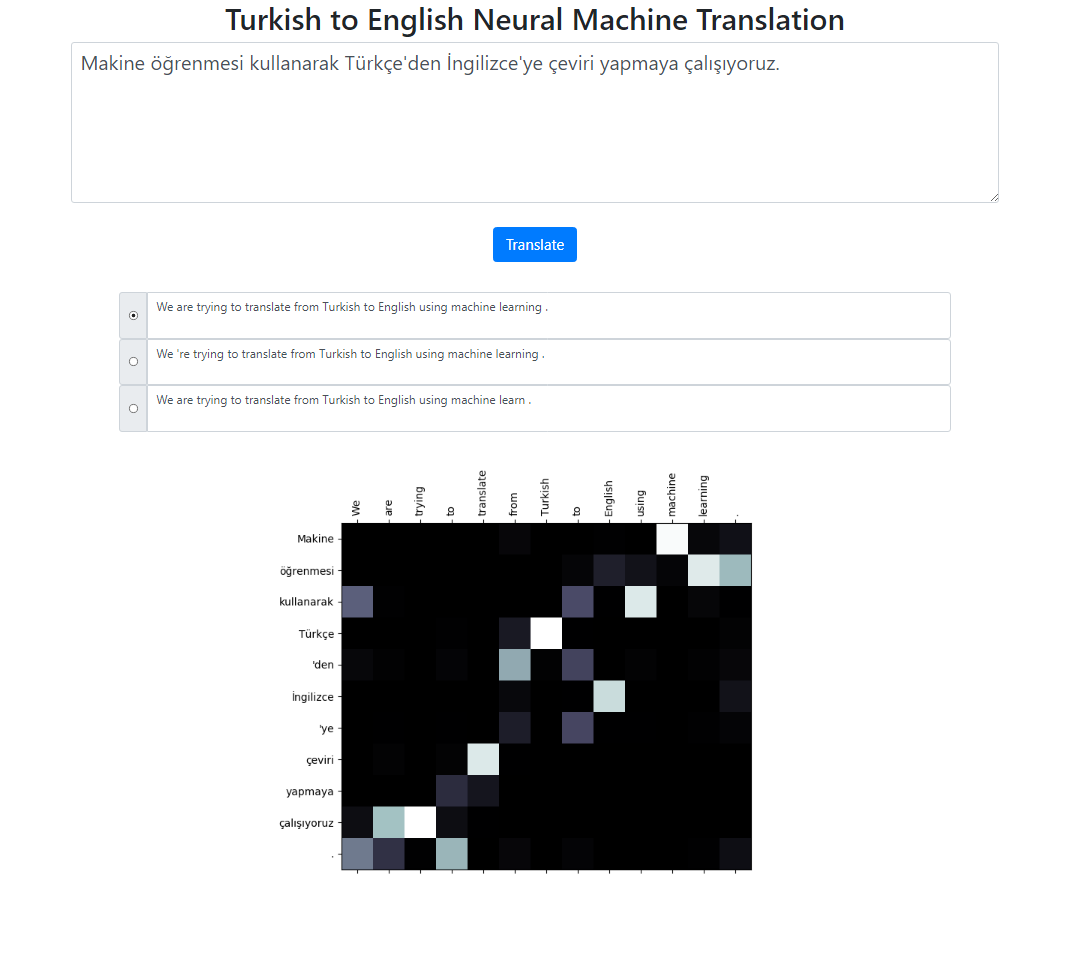 Turkish to English Neural Machine Translation
Makine öğrenmesi kullanarak Türkçe'den İngilizce'ye çeviri yapmaya çalışıyoruz.
Translate
We are trying to translate from Turkish to English using machine learning .
We 're trying to translate from Turkish to English using machine learning .
We are trying to translate from Turkish to English using machine learn .
We are trying to translate from Turkish to English using machine learning .
Makine
öğrenmesi
kullanarak
Türkçe
'den
İngilizce
'ye
çeviri
yapmaya
çalışıyoruz
.